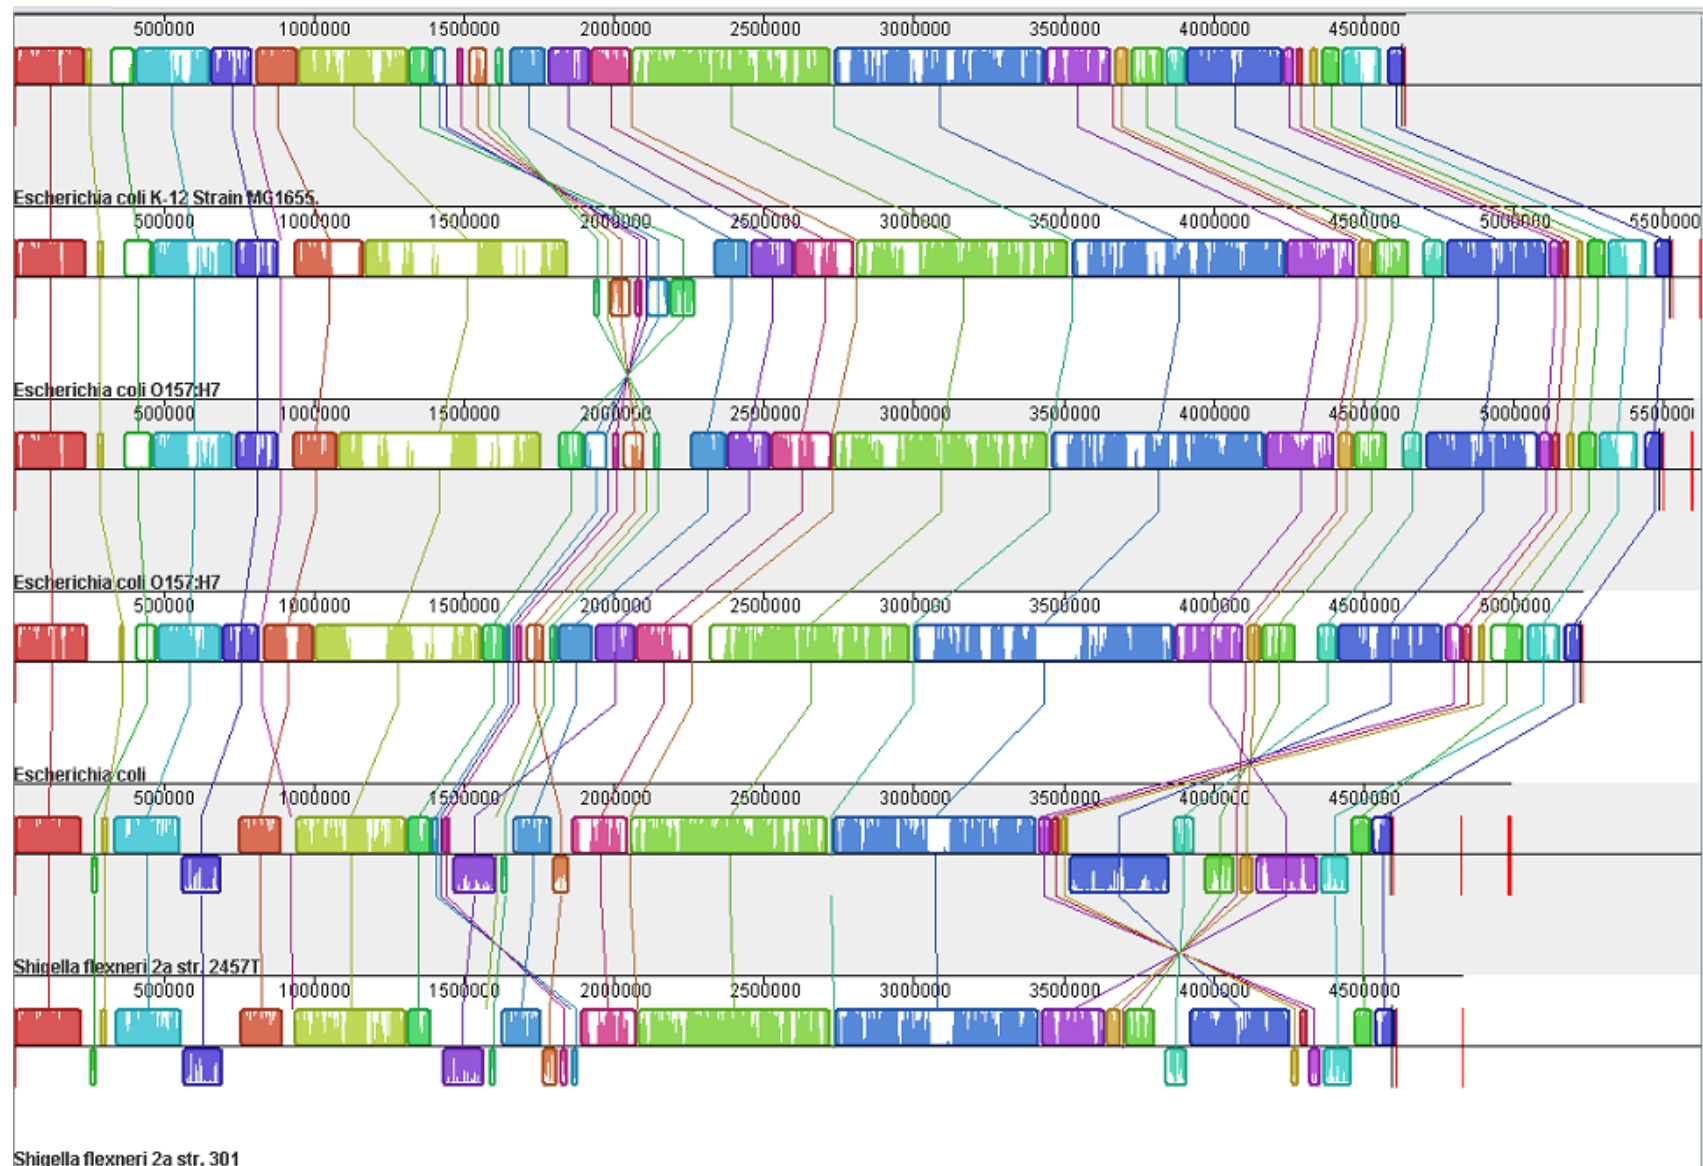 500000 1000000 1500000 2000000 2500000 3000000 3500000 4000000 4500000
Escherichia coli K-12 Strain MG1655.
500000 1000000 1500000 2000000 2500000 3000000 3500000 4000000 4500000 5000000 5500000
Escherichia coli O157:H7
500000 1000000 1500000 2000000 2500000 3000000 3500000 4000000 4500000 5000000 5500000
Escherichia coli O157:H7
500000 1000000 1500000 2000000 2500000 3000000 3500000 4000000 4500000 5000000
Escherichia coli
500000 1000000 1500000 2000000 2500000 3000000 3500000 4000000 4500000
Shigella flexneri 2a str. 2457T
500000 1000000 1500000 2000000 2500000 3000000 3500000 4000000 4500000
Shigella flexneri 2a str. 301